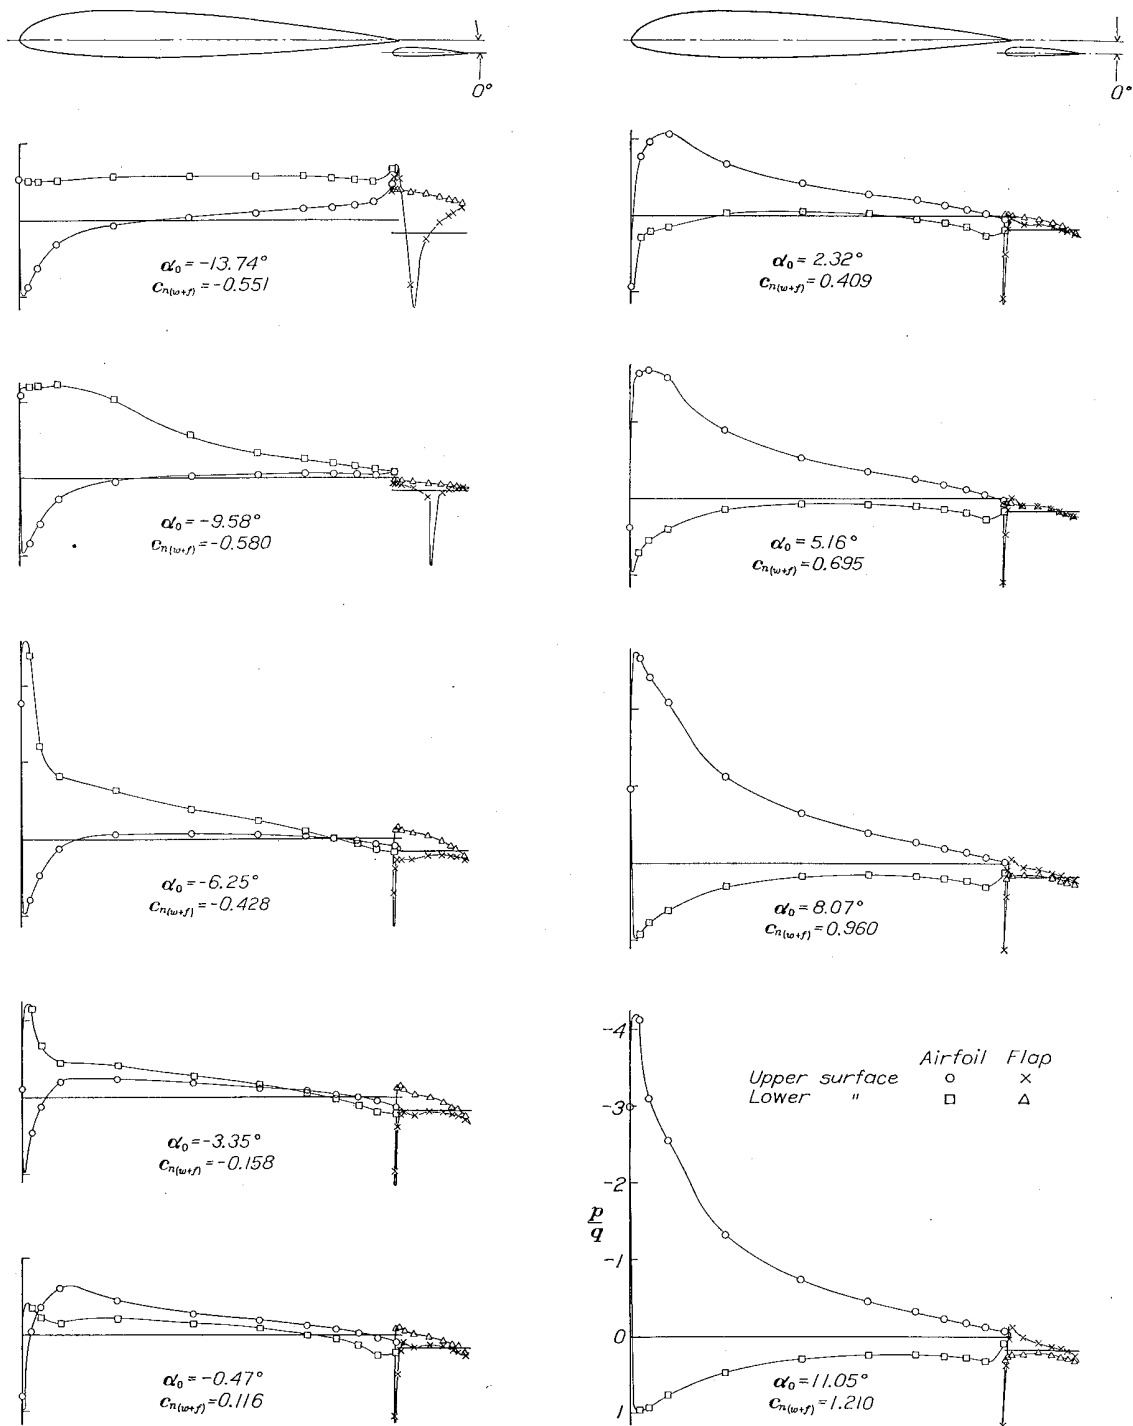 0°
α₀ = -13.74°
cₙ₍w+f₎ = -0.551
α₀ = -9.58°
cₙ₍w+f₎ = -0.580
α₀ = -6.25°
cₙ₍w+f₎ = -0.428
α₀ = -3.35°
cₙ₍w+f₎ = -0.158
α₀ = -0.47°
cₙ₍w+f₎ = 0.116
0°
α₀ = 2.32°
cₙ₍w+f₎ = 0.409
α₀ = 5.16°
cₙ₍w+f₎ = 0.695
α₀ = 8.07°
cₙ₍w+f₎ = 0.960
-4
-3
-2
p/q
-1
0
1
Airfoil Flap
Upper surface ○ ×
Lower " □ △
α₀ = 11.05°
cₙ₍w+f₎ = 1.210